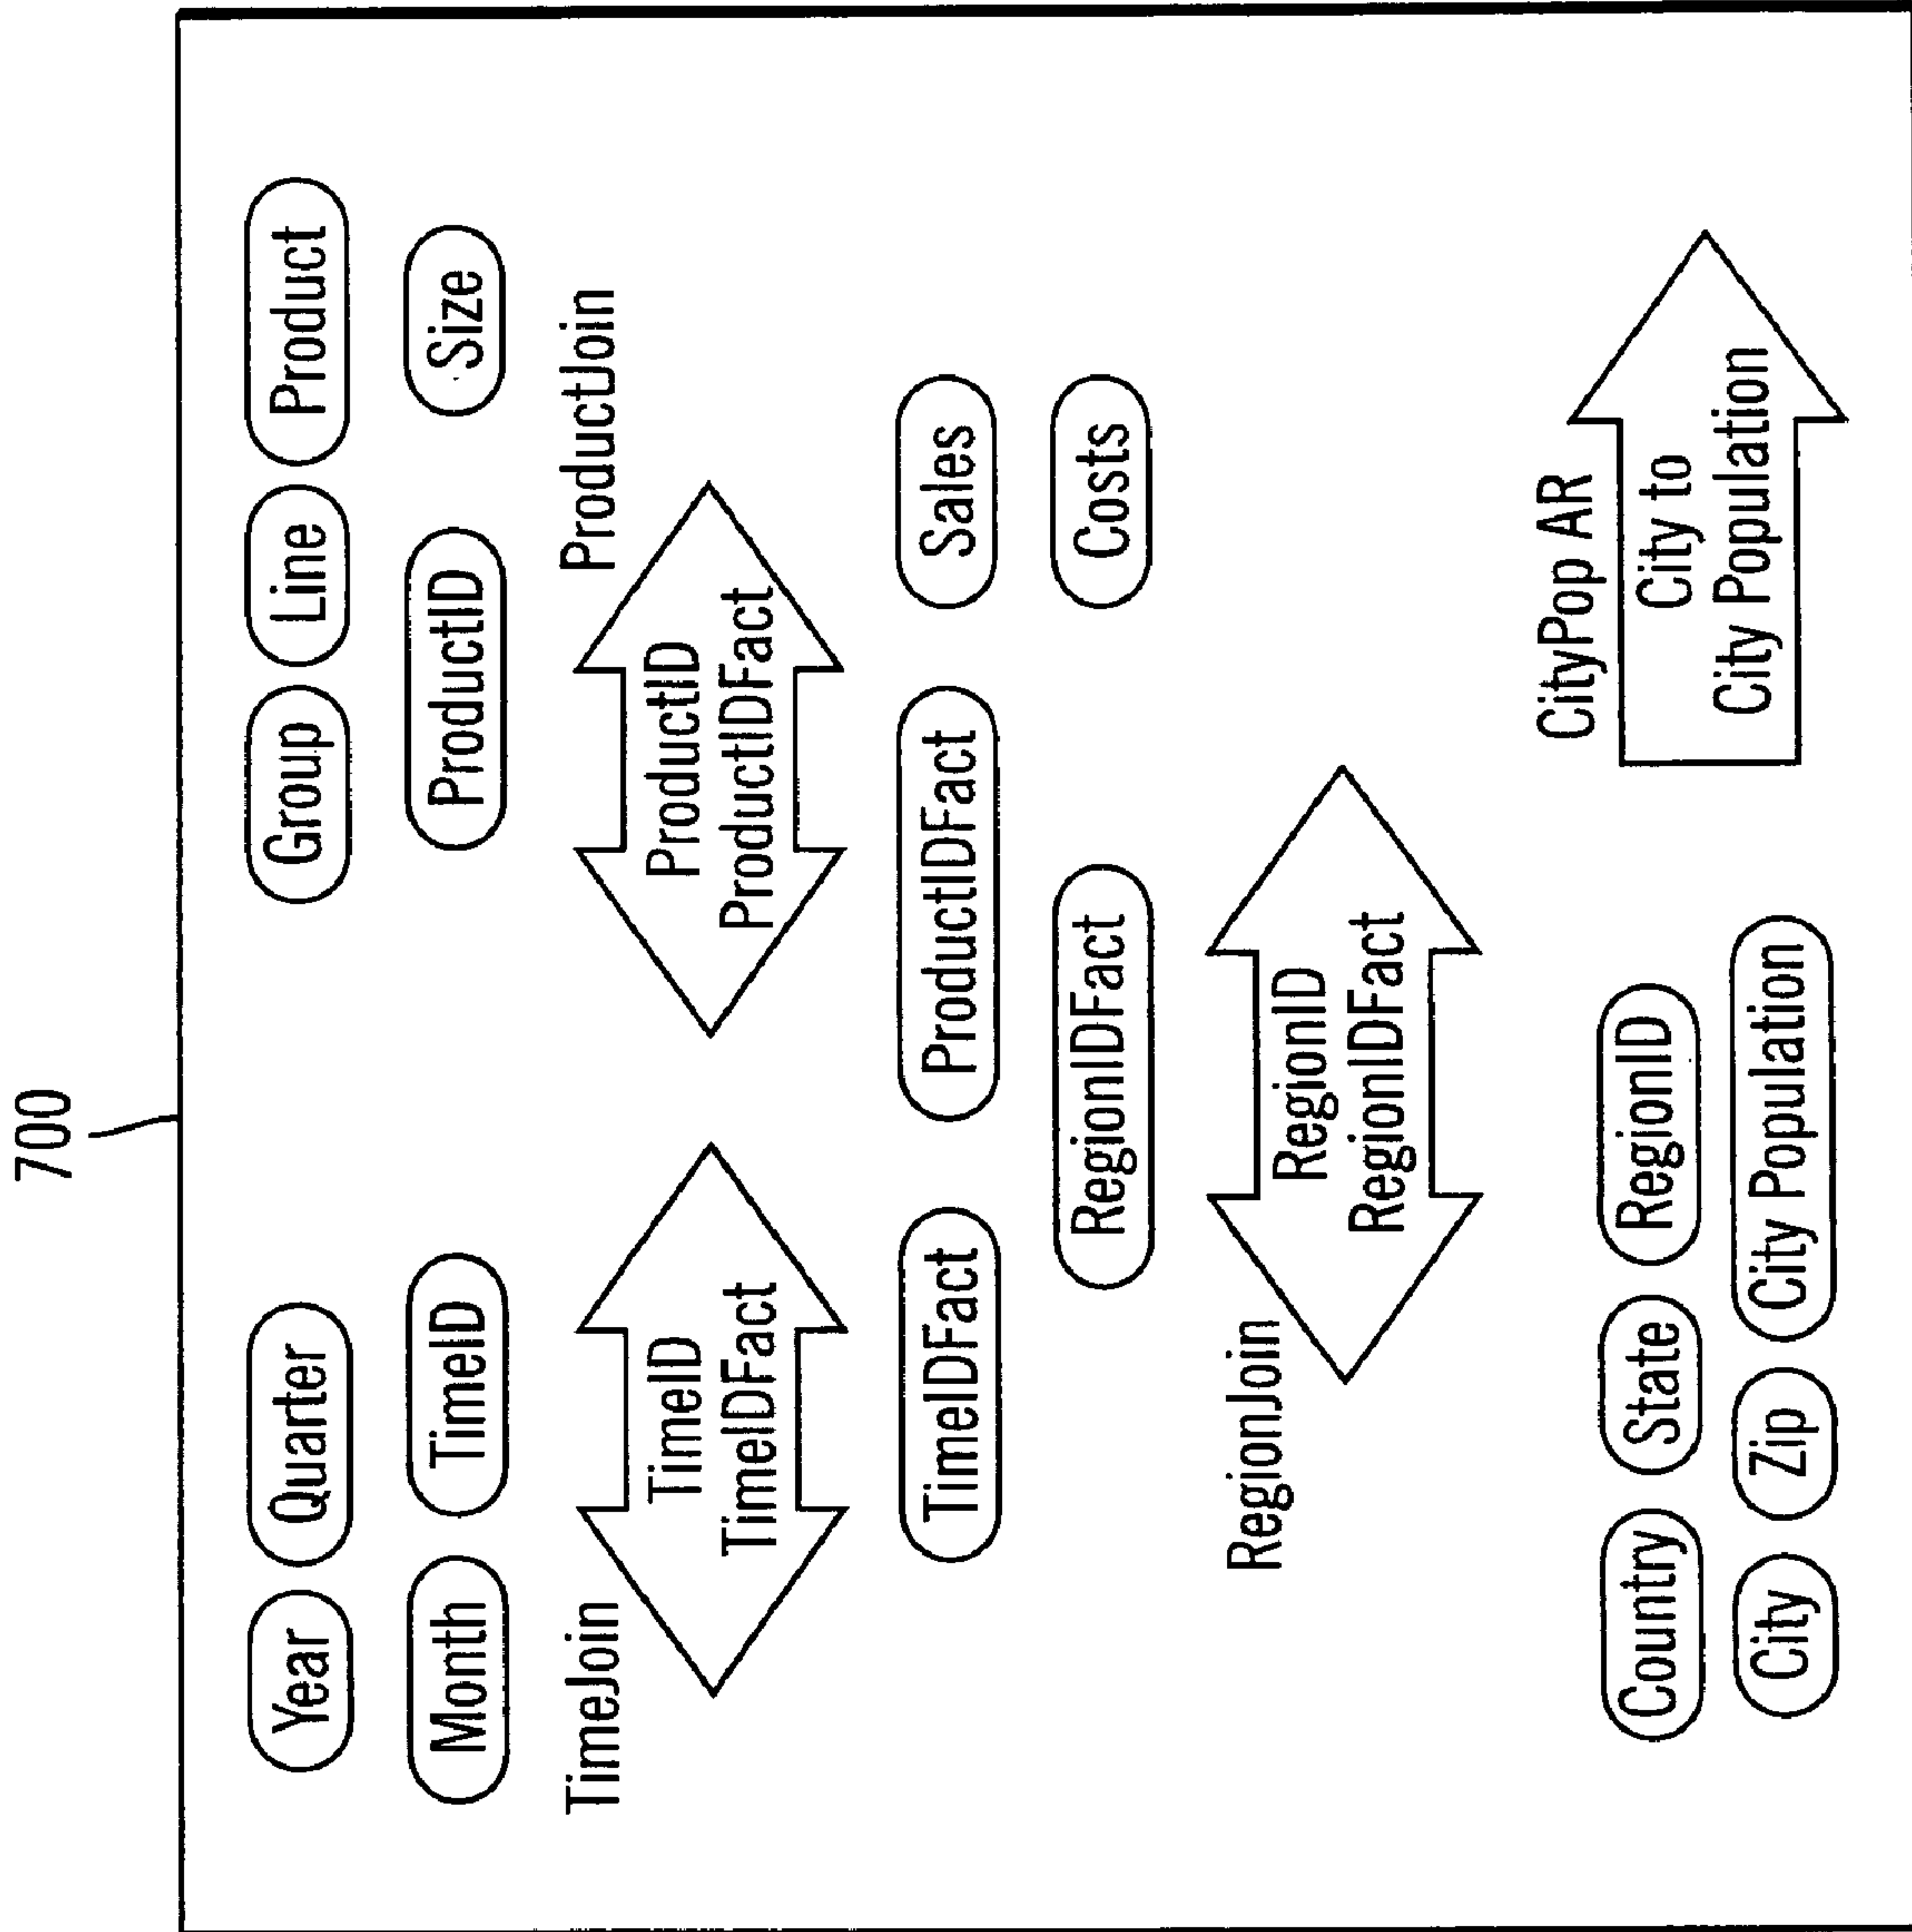 700
Year
Quarter
Group
Line
Product
Month
TimeID
ProductID
Size
TimeJoin
ProductJoin
TimeID
TimeIDFact
ProductID
ProductIDFact
TimeIDFact
ProductIDFact
Sales
RegionIDFact
Costs
RegionJoin
RegionID
RegionIDFact
CityPop AR
City to
City Population
Country
State
RegionID
City
Zip
City Population